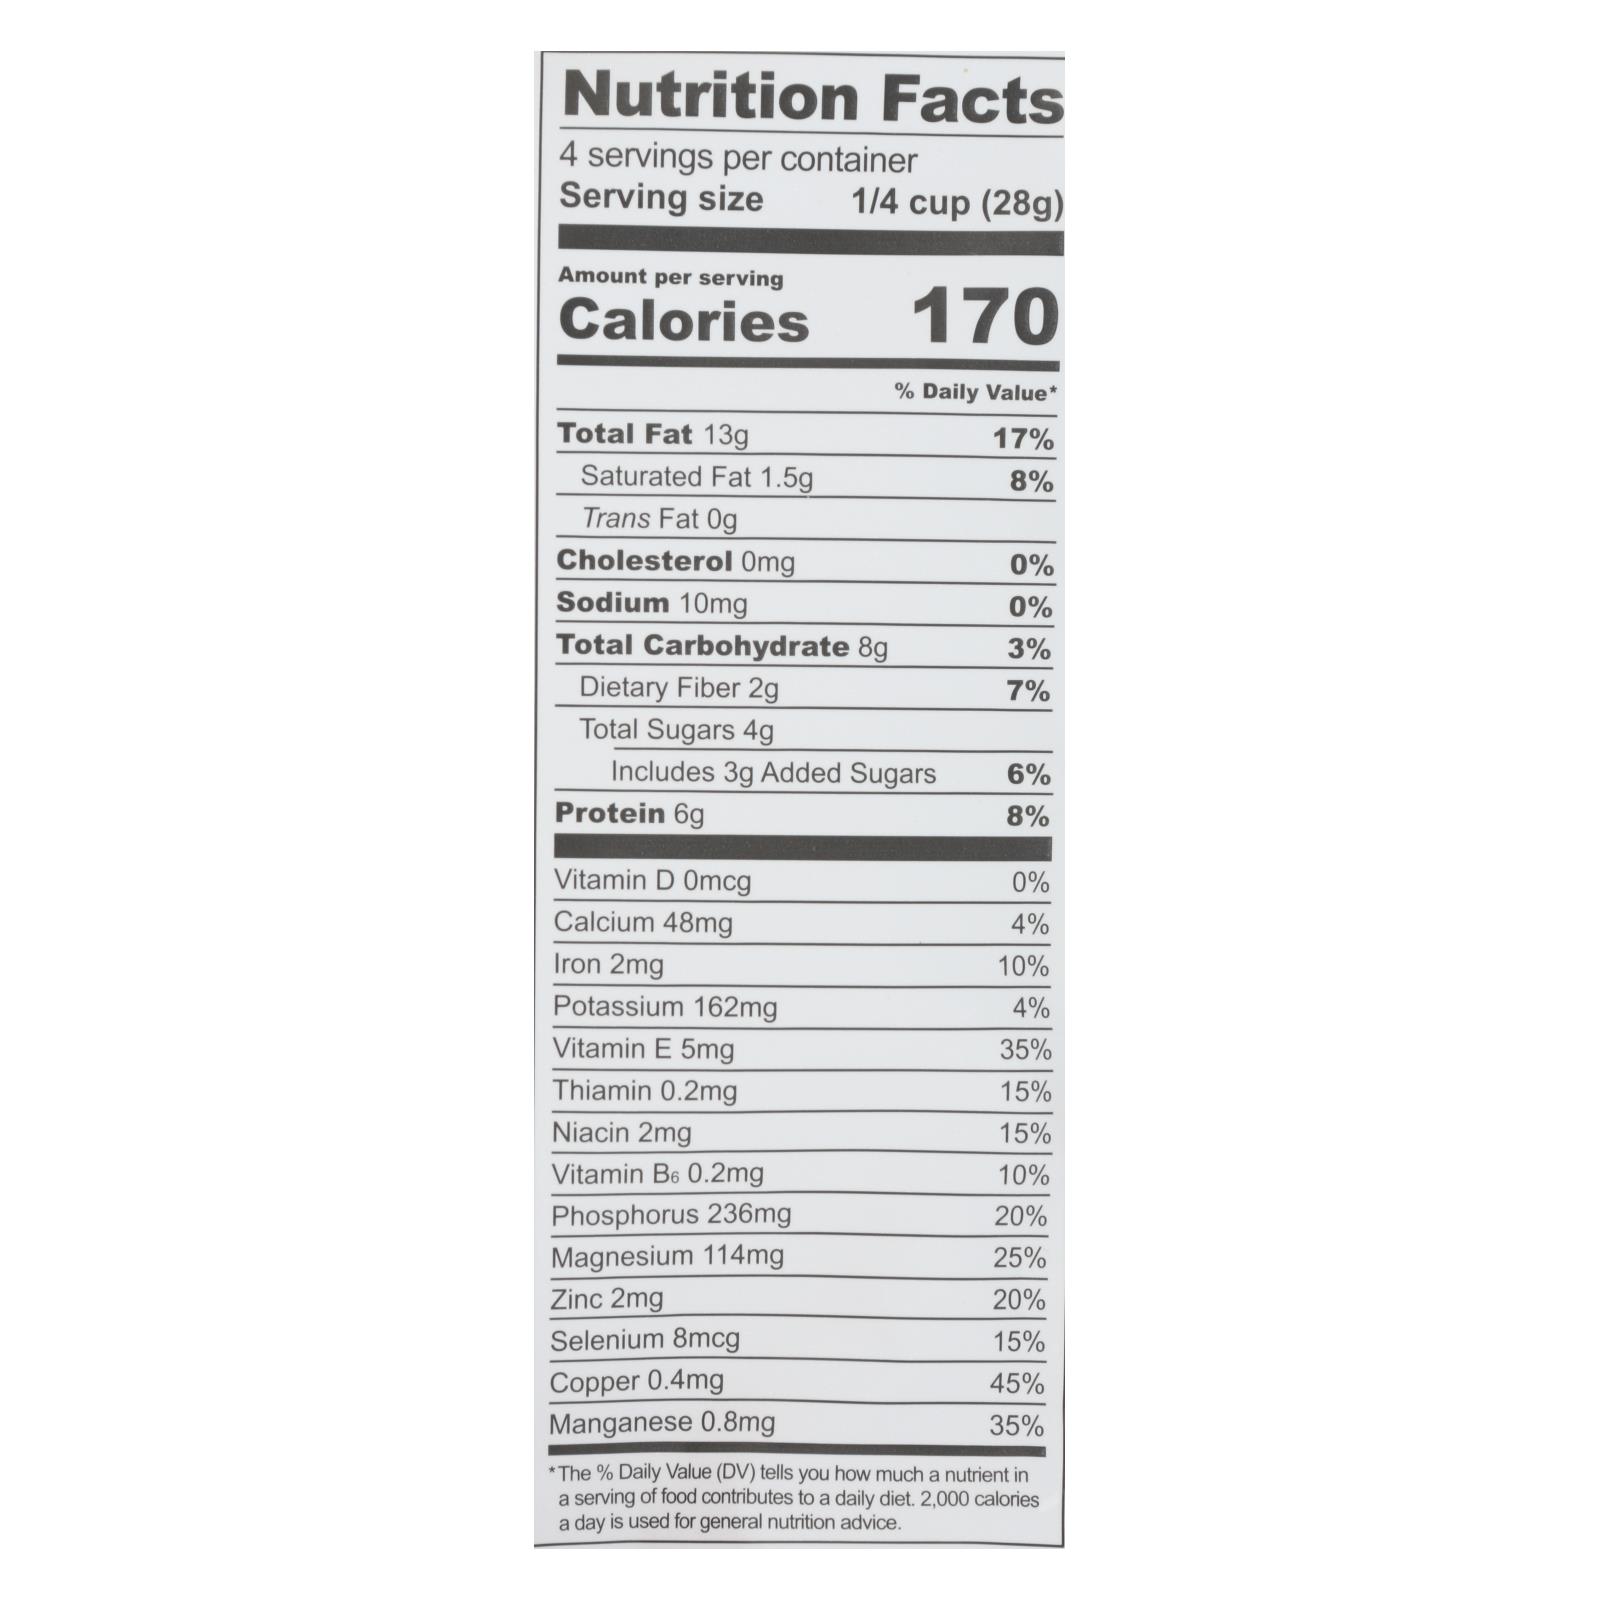 Nutrition Facts
4 servings per container
Serving size 1/4 cup (28g)
Amount per serving
Calories 170
% Daily Value*
Total Fat 13g 17%
Saturated Fat 1.5g 8%
Trans Fat 0g
Cholesterol 0mg 0%
Sodium 10mg 0%
Total Carbohydrate 8g 3%
Dietary Fiber 2g 7%
Total Sugars 4g
Includes 3g Added Sugars 6%
Protein 6g 8%
Vitamin D 0mcg 0%
Calcium 48mg 4%
Iron 2mg 10%
Potassium 162mg 4%
Vitamin E 5mg 35%
Thiamin 0.2mg 15%
Niacin 2mg 15%
Vitamin B6 0.2mg 10%
Phosphorus 236mg 20%
Magnesium 114mg 25%
Zinc 2mg 20%
Selenium 8mcg 15%
Copper 0.4mg 45%
Manganese 0.8mg 35%
*The % Daily Value (DV) tells you how much a nutrient in
a serving of food contributes to a daily diet. 2,000 calories
a day is used for general nutrition advice.